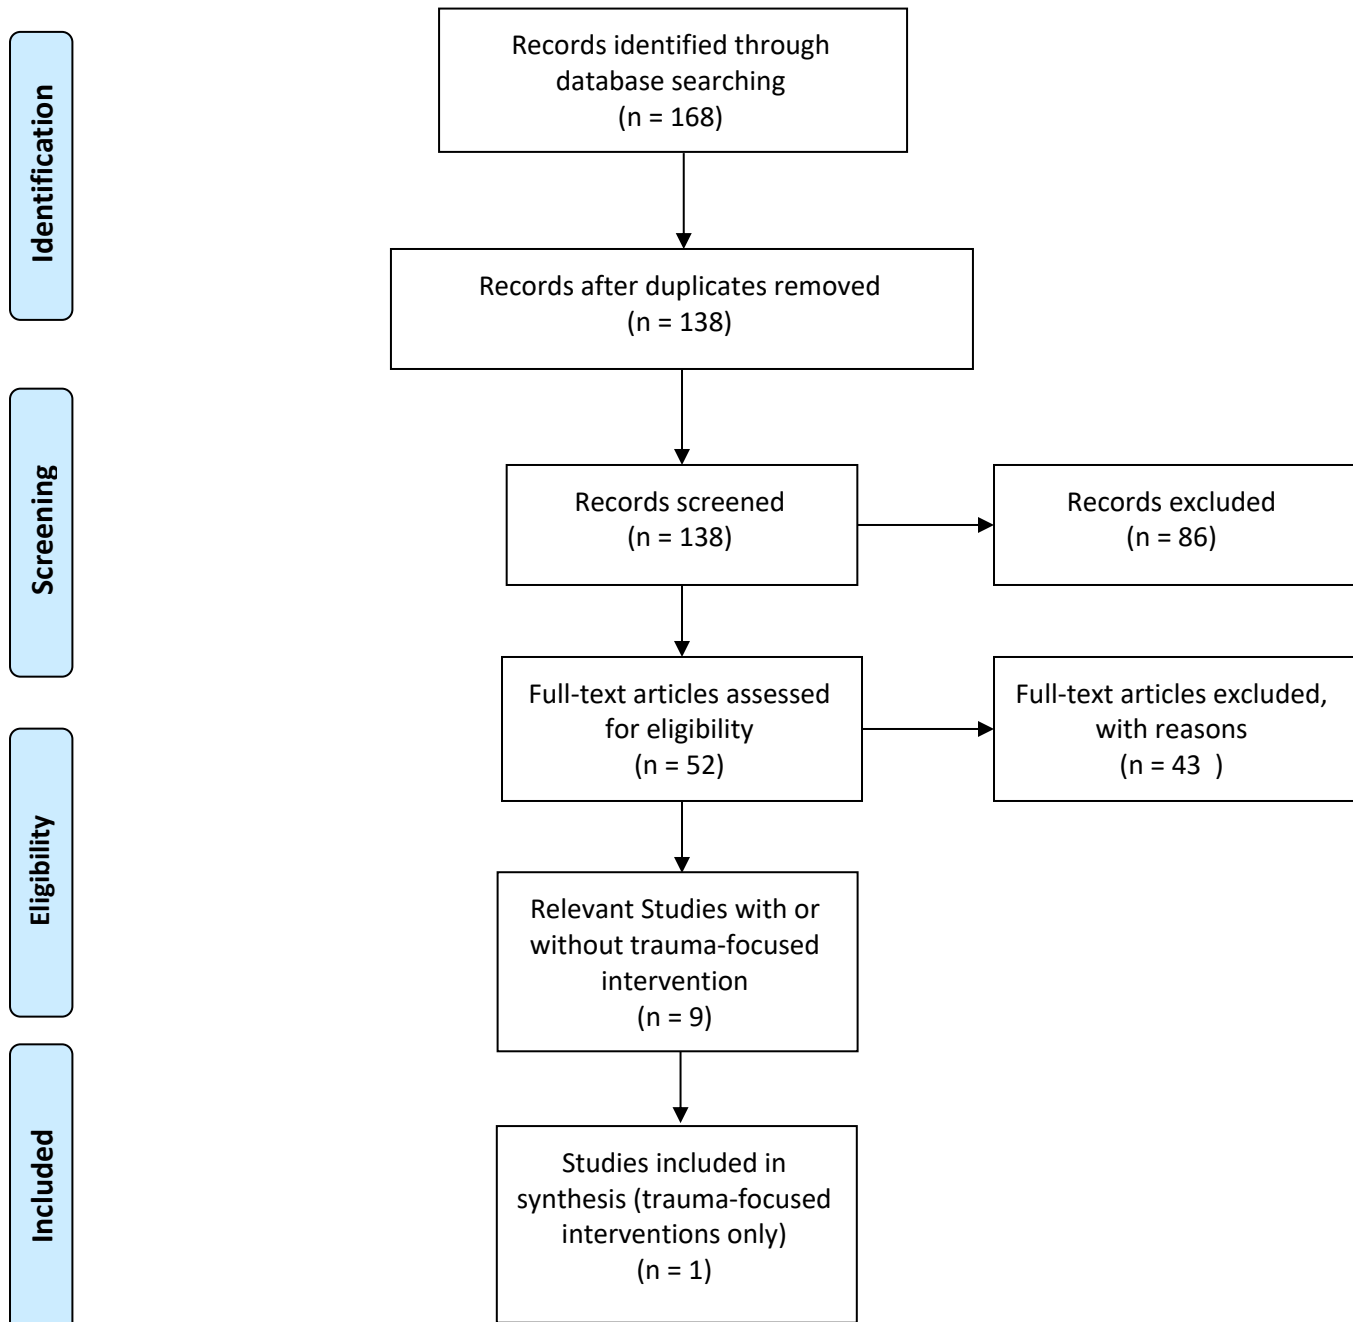 Identification
Records identified through
database searching
(n = 168)
Records after duplicates removed
(n = 138)
Screening
Records screened
(n = 138)
Records excluded
(n = 86)
Full-text articles assessed
for eligibility
(n = 52)
Full-text articles excluded,
with reasons
(n = 43  )
Eligibility
Relevant Studies with or
without trauma-focused
intervention
(n = 9)
Included
Studies included in
synthesis (trauma-focused
interventions only)
(n = 1)